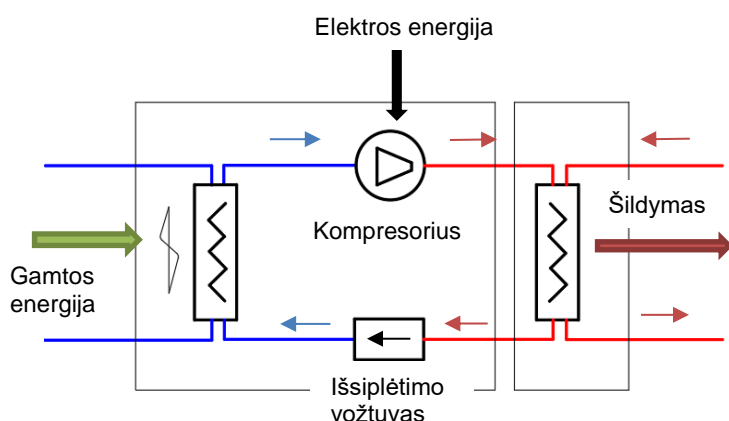 Elektros energija
Kompresorius
Šildymas
Gamtos
energija
Išsiplėtimo
vožtuvas